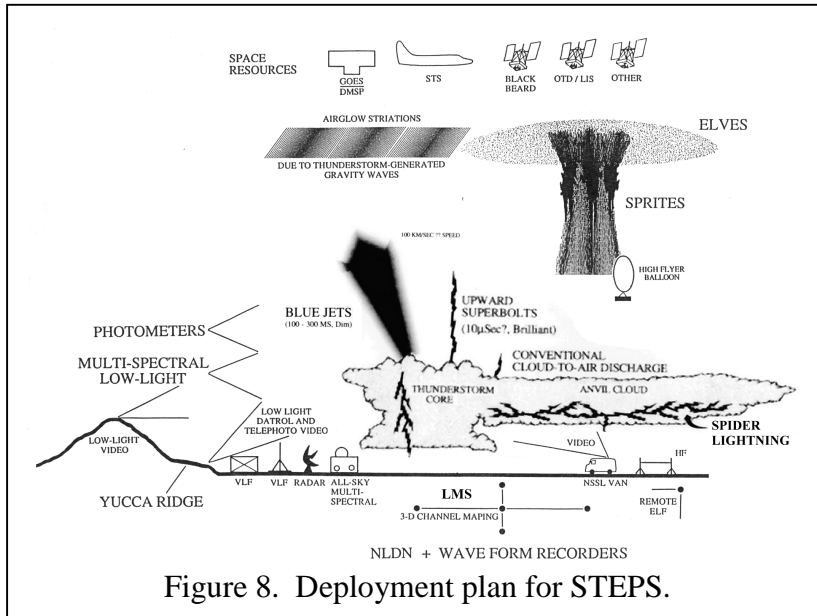 SPACE
RESOURCES
GOES
DMSP
STS
BLACK
BEARD
OTD / LIS
OTHER
AIRGLOW STRIATIONS
DUE TO THUNDERSTORM-GENERATED
GRAVITY WAVES
ELVES
SPRITES
HIGH FLYER
BALLOON
100 KM/SEC ?? SPEED
BLUE JETS
(100 - 300 MS, Dim)
UPWARD
SUPERBOLTS
(10µSec?, Brilliant)
CONVENTIONAL
CLOUD-TO-AIR DISCHARGE
PHOTOMETERS
MULTI-SPECTRAL
LOW-LIGHT
THUNDERSTORM
CORE
ANVIL CLOUD
SPIDER
LIGHTNING
LOW LIGHT
DATROL AND
TELEPHOTO VIDEO
LOW-LIGHT
VIDEO
VIDEO
HF
YUCCA RIDGE
VLF
VLF
RADAR
ALL-SKY
MULTI-
SPECTRAL
NSSL VAN
LMS
3-D CHANNEL MAPING
REMOTE
ELF
NLDN + WAVE FORM RECORDERS
Figure 8. Deployment plan for STEPS.